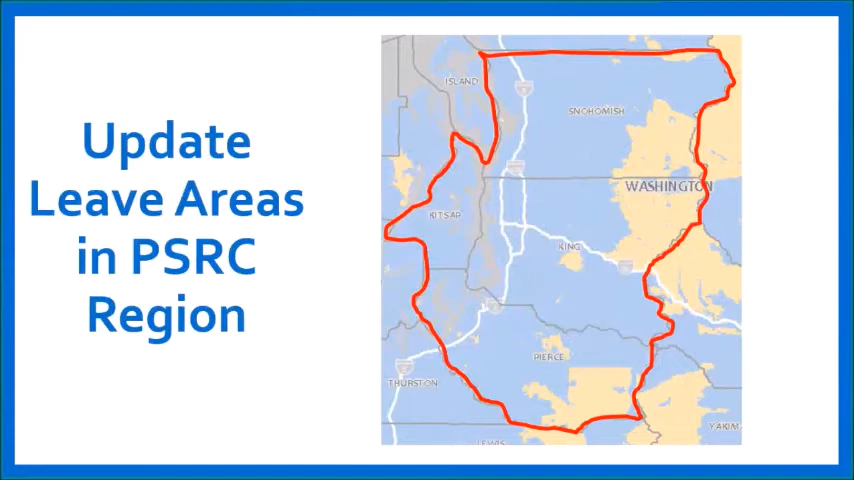 Update
Leave Areas
in PSRC
Region
ISLAND
SNOHOMISH
WASHINGTON
KITSAP
KING
PIERCE
THURSTON
LEWIS
YAKIM